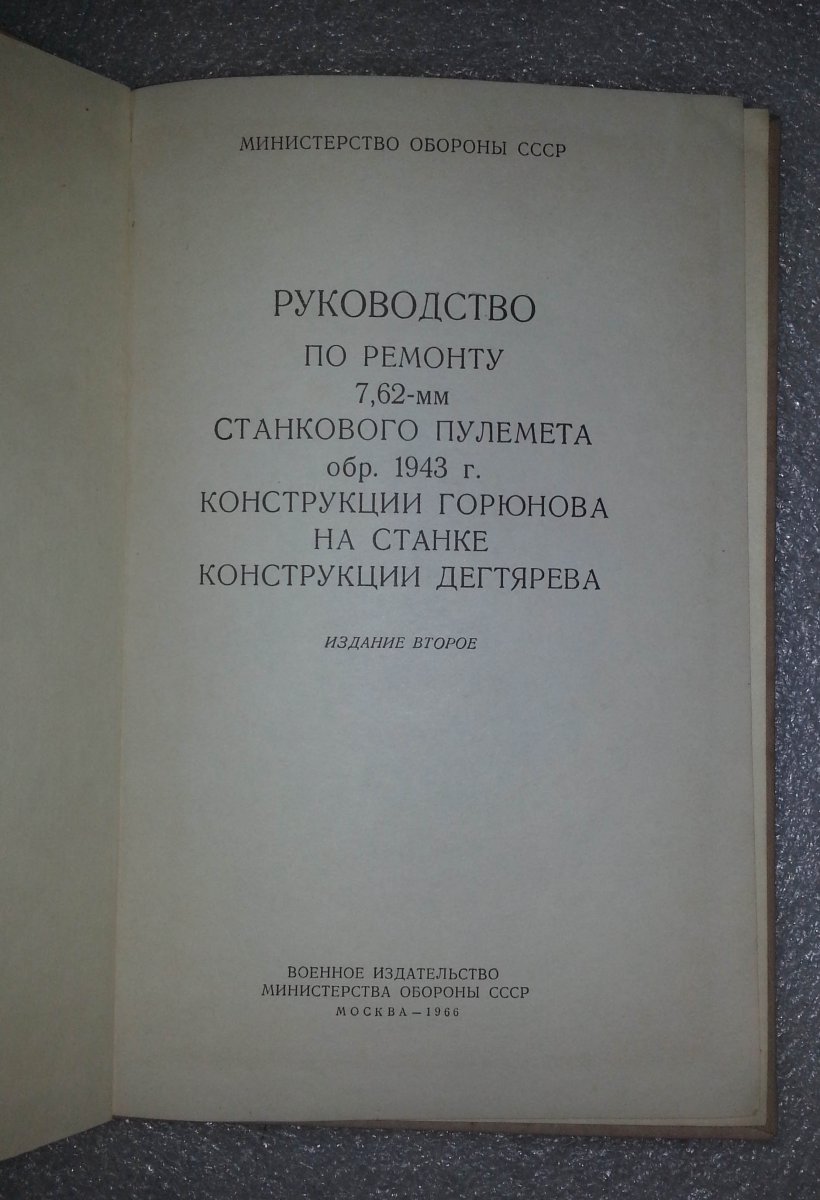 МИНИСТЕРСТВО ОБОРОНЫ СССР
РУКОВОДСТВО
ПО РЕМОНТУ
7,62-мм
СТАНКОВОГО ПУЛЕМЕТА
обр. 1943 г.
КОНСТРУКЦИИ ГОРЮНОВА
НА СТАНКЕ
КОНСТРУКЦИИ ДЕГТЯРЕВА
ИЗДАНИЕ ВТОРОЕ
ВОЕННОЕ ИЗДАТЕЛЬСТВО
МИНИСТЕРСТВА ОБОРОНЫ СССР
МОСКВА — 1966